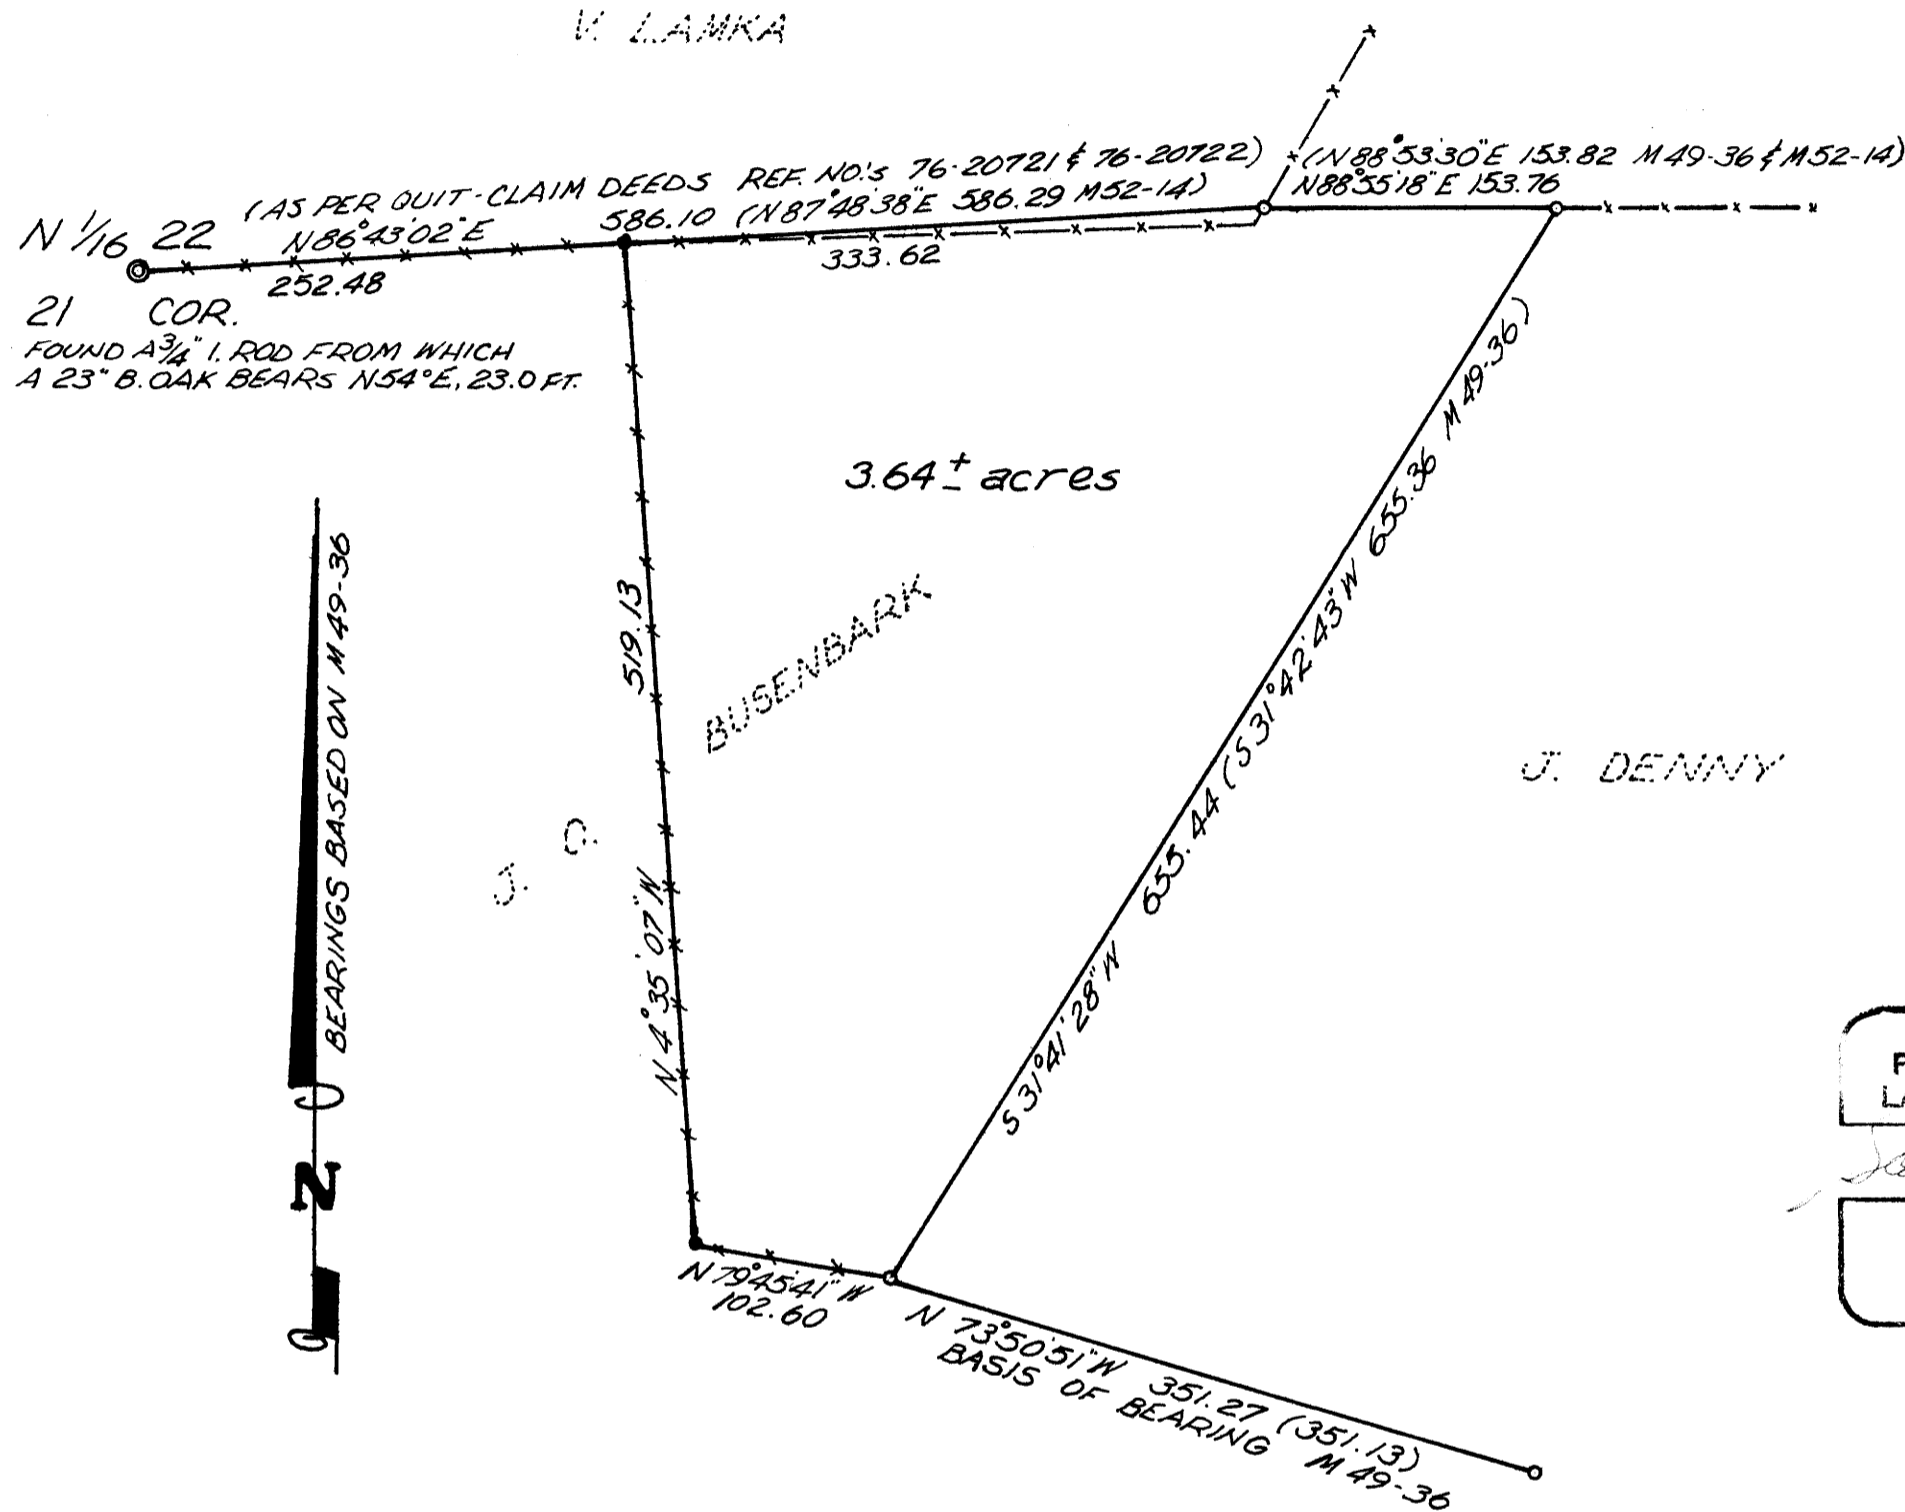 V. LAMKA
(AS PER QUIT-CLAIM DEEDS REF. NO.'s 76-20721 & 76-20722)
(N88°53'30"E 153.82 M49-36 & M52-14)
N88°55'18"E 153.76
N 1/16 22
N86°43'02"E
586.10 (N87°48'38"E 586.29 M52-14)
252.48
333.62
21 COR.
FOUND A 3/4" I. ROD FROM WHICH
A 23" B. OAK BEARS N54°E, 23.0 FT.
3.64 ± acres
BEARINGS BASED ON M49-36
N
N 4°35'07"W 519.13
J. O. BUSENBARK
S 31°41'28"W 655.44 (S31°42'43"W 655.36 M49-36)
J. DENNY
N79°45'41"W
102.60
N 73°50'51"W 351.27 (351.13)
BASIS OF BEARING M49-36